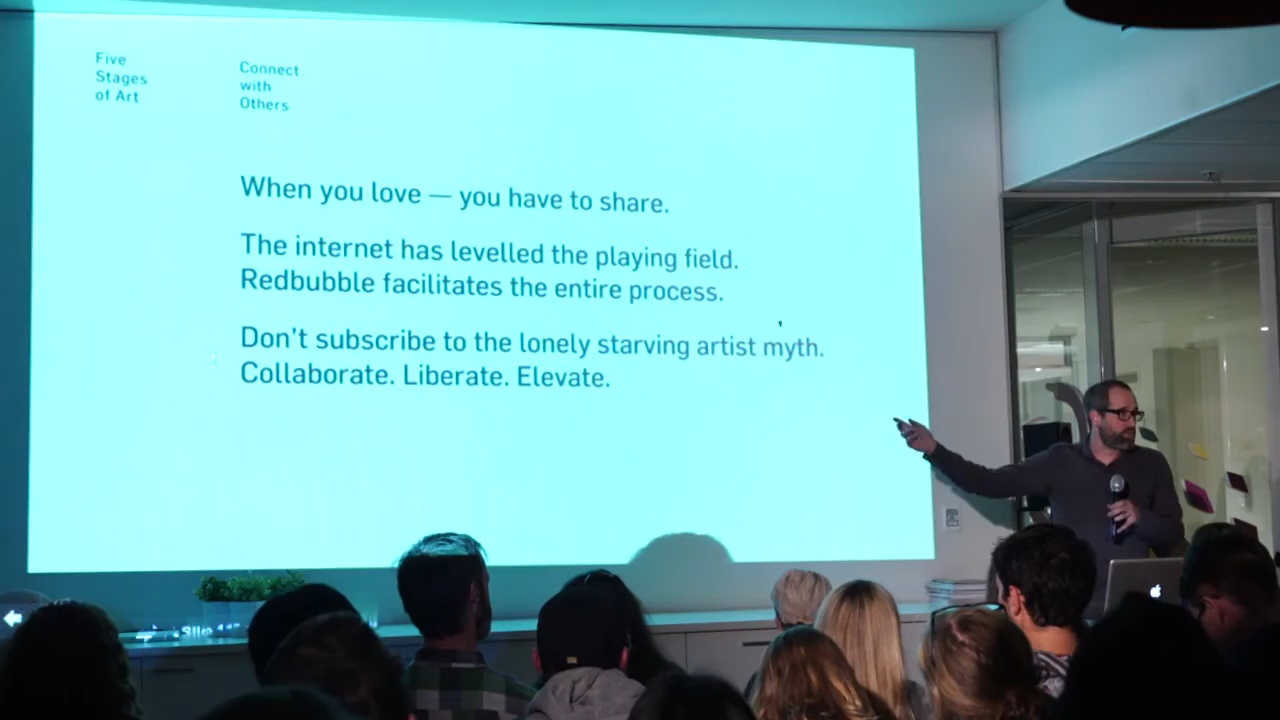 Five
Stages
of Art
Connect
with
Others
When you love — you have to share.
The internet has levelled the playing field.
Redbubble facilitates the entire process.
Don't subscribe to the lonely starving artist myth.
Collaborate. Liberate. Elevate.